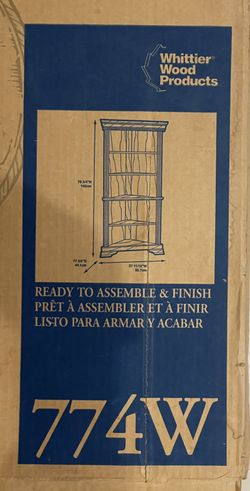 Whittier®
Wood
Products.
READY TO ASSEMBLE & FINISH
PRÊT À ASSEMBLER ET À FINIR
LISTO PARA ARMAR Y ACABAR
774W